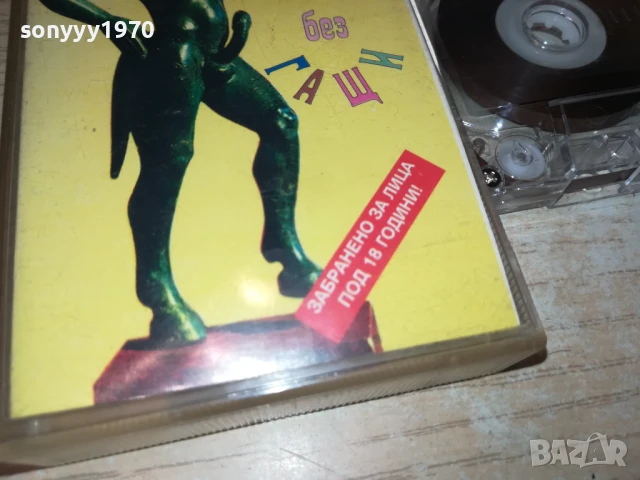 sonyyy1970
без
ГАЩИ
ЗАБРАНЕНО ЗА ЛИЦА
ПОД 18 ГОДИНИ!
BAZAR